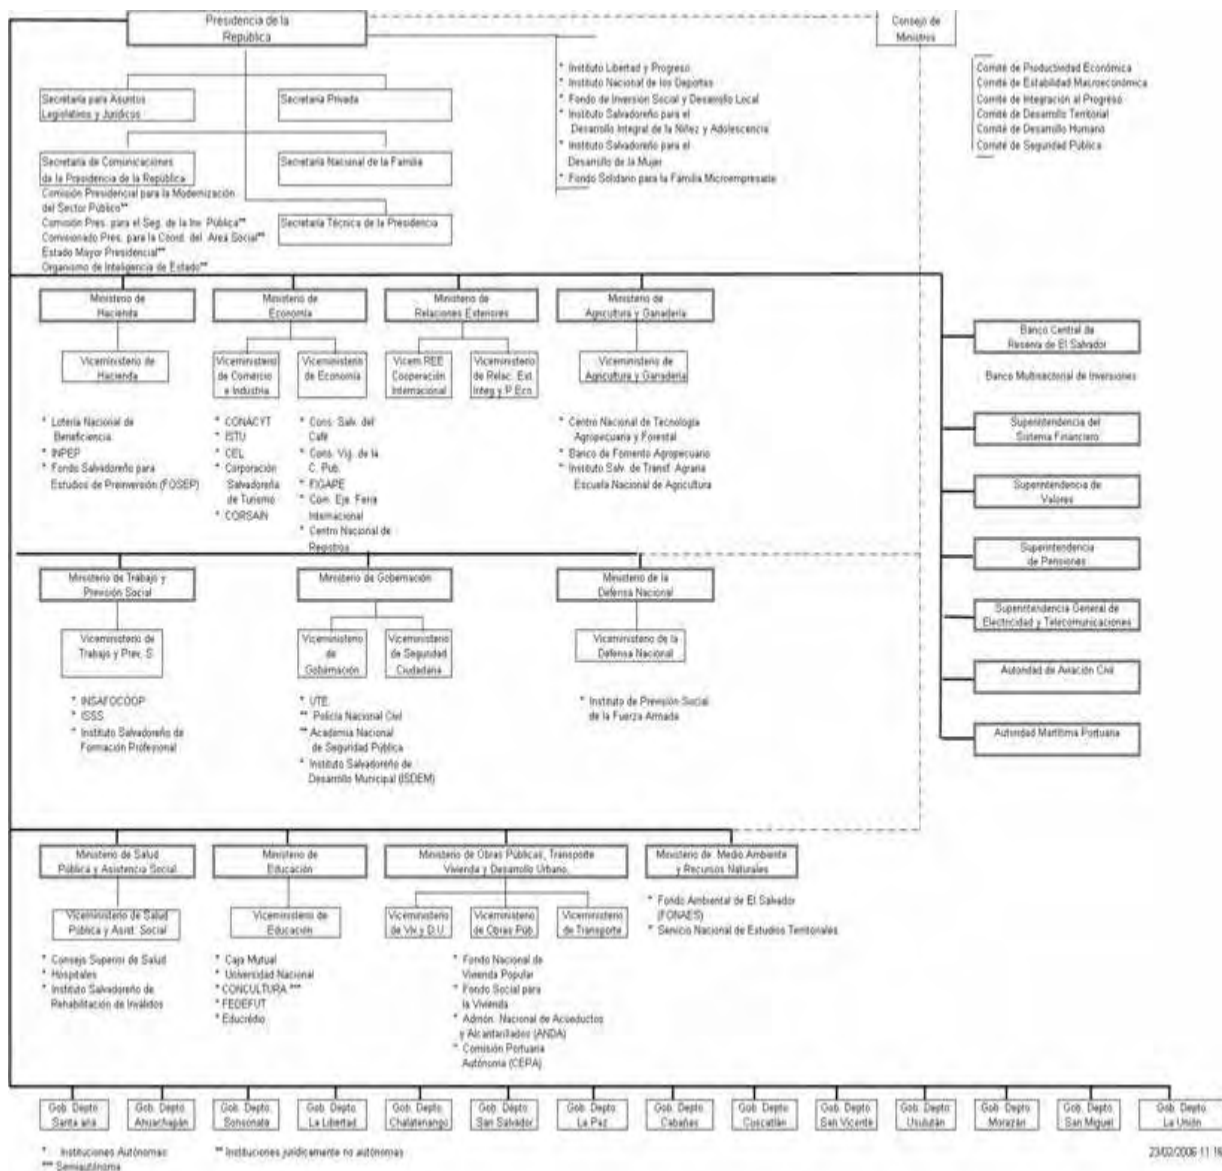 Presidencia de la
República
Consejo de
Ministros
Secretaría para Asuntos
Legislativos y Jurídicos
Secretaría Privada
Secretaría de Comunicaciones
de la Presidencia de la República
Secretaría Nacional de la Familia
Comisión Presidencial para la Modernización
del Sector Público**
Comisión Pres. para el Seg. de la Inv. Pública**
Comisionado Pres. para la Coord. del Area Social**
Estado Mayor Presidencial**
Organismo de Inteligencia de Estado**
Secretaría Técnica de la Presidencia
* Instituto Libertad y Progreso
* Instituto Nacional de los Deportes
* Fondo de Inversión Social y Desarrollo Local
* Instituto Salvadoreño para el
Desarrollo Integral de la Niñez y Adolescencia
* Instituto Salvadoreño para el
Desarrollo de la Mujer
* Fondo Solidario para la Familia Microempresaria
Comité de Productividad Económica
Comité de Estabilidad Macroeconómica
Comité de Integración al Progreso
Comité de Desarrollo Territorial
Comité de Desarrollo Humano
Comité de Seguridad Pública
Ministerio de
Hacienda
Viceministerio de
Hacienda
* Lotería Nacional de
Beneficiencia.
* INPEP
* Fondo Salvadoreño para
Estudios de Preinversión (FOSEP)
Ministerio de
Economía
Viceministerio
de Comercio
e Industria
Viceministerio
de Economía
* CONACYT
* ISTU
* CEL
* Corporación
Salvadoreña
de Turismo
* CORSAIN
* Cons. Salv. del
Café
* Cons. Vig. de la
C. Pub.
* FIGAPE
* Com. Eje. Feria
Internacional
* Centro Nacional de
Registros
Ministerio de
Relaciones Exteriores
Vicem.REE
Cooperación
Internacional
Viceministerio
de Relac. Ext.
Integ y P.Eco.
Ministerio de
Agricultura y Ganadería
Viceministerio de
Agricultura y Ganadería
* Centro Nacional de Tecnología
Agropecuaria y Forestal
* Banco de Fomento Agropecuario
* Instituto Salv. de Transf. Agraria
Escuela Nacional de Agricultura
Banco Central de
Reserva de El Salvador
Banco Multisectorial de Inversiones
Superintendencia del
Sistema Financiero
Superintendencia de
Valores
Superintendencia
de Pensiones
Superintendencia General de
Electricidad y Telecomunicaciones
Autoridad de Aviación Civil
Autoridad Marítima Portuaria
Ministerio de Trabajo y
Previsión Social
Viceministerio de
Trabajo y Prev. S.
* INSAFOCOOP
* ISSS
* Instituto Salvadoreño de
Formación Profesional
Ministerio de Gobernación
Viceministerio
de
Gobernación
Viceministerio
de Seguridad
Ciudadana
* UTE
** Policía Nacional Civil
** Academia Nacional
de Seguridad Pública
* Instituto Salvadoreño de
Desarrollo Municipal (ISDEM)
Ministerio de la
Defensa Nacional
Viceministerio de la
Defensa Nacional
* Instituto de Previsión Social
de la Fuerza Armada
Ministerio de Salud
Pública y Asistencia Social
Viceministerio de Salud
Pública y Asist. Social
* Consejo Superior de Salud
* Hospitales
* Instituto Salvadoreño de
Rehabilitación de Inválidos
Ministerio de
Educación
Viceministerio de
Educación
* Caja Mutual
* Universidad Nacional
* CONCULTURA ***
* FEDEFUT
* Educrédio
Ministerio de Obras Públicas, Transporte
Vivienda y Desarrollo Urbano.
Viceministerio
de Viv.y D.U.
Viceministerio
de Obras Púb.
Viceministerio
de Transporte
* Fondo Nacional de
Vivienda Popular
* Fondo Social para
la Vivienda
* Admón. Nacional de Acueductos
y Alcantarillados (ANDA)
* Comisión Portuaria
Autónoma (CEPA)
Ministerio de Medio Ambiente
y Recursos Naturales
* Fondo Ambiental de El Salvador
(FONAES)
* Servicio Nacional de Estudios Territoriales
Gob. Depto.
Santa ana
Gob. Depto.
Ahuachapán
Gob. Depto.
Sonsonate
Gob. Depto.
La Libertad
Gob. Depto.
Chalatenango
Gob. Depto.
San Salvador
Gob. Depto.
La Paz
Gob. Depto.
Cabañas
Gob. Depto.
Cuscatlán
Gob. Depto.
San Vicente
Gob. Depto.
Usulután
Gob. Depto.
Morazán
Gob. Depto.
San Miguel
Gob. Depto.
La Unión
* Instituciones Autónomas
** Instituciones jurídicamente no autónomas
*** Semiautónoma
23/02/2006 11:16